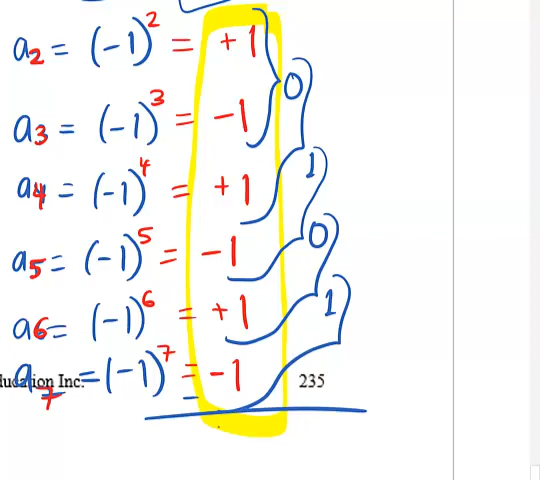 a₂ = (-1)² = +1
0
a₃ = (-1)³ = -1
1
a₄ = (-1)⁴ = +1
0
a₅ = (-1)⁵ = -1
1
a₆ = (-1)⁶ = +1
a₇ = (-1)⁷ = -1
Inc. 235